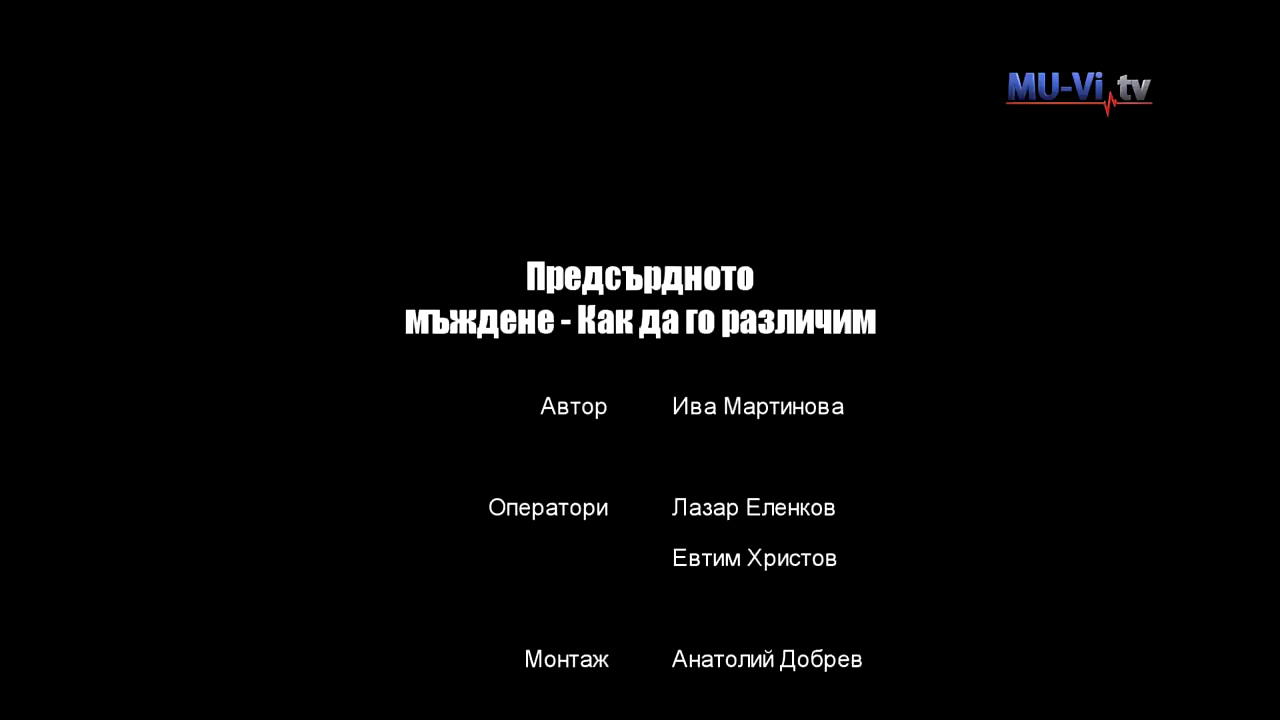 MU-Vi.tv
Предсърдното
мъждене - Как да го различим
Автор Ива Мартинова
Оператори Лазар Еленков
Евтим Христов
Монтаж Анатолий Добрев